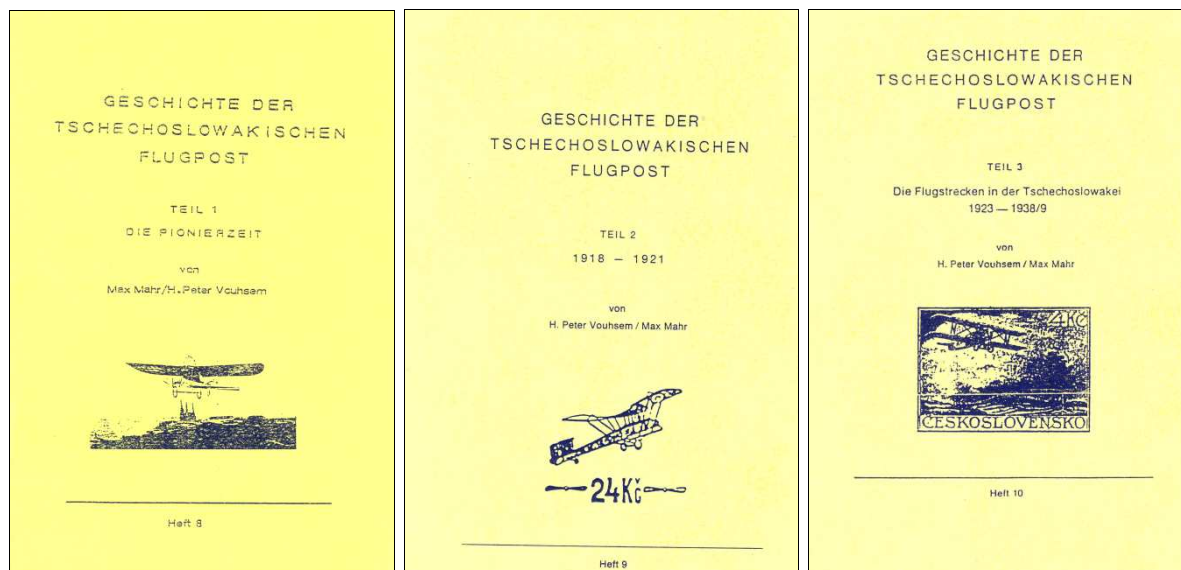 GESCHICHTE DER
TSCHECHOSLOWAKISCHEN
FLUGPOST
TEIL 1
DIE PIONIERZEIT
von
Max Mahr/H.Peter Vouhsem
Heft 8
GESCHICHTE DER
TSCHECHOSLOWAKISCHEN
FLUGPOST
TEIL 2
1918 – 1921
von
H. Peter Vouhsem / Max Mahr
24Kč
Heft 9
GESCHICHTE DER
TSCHECHOSLOWAKISCHEN
FLUGPOST
TEIL 3
Die Flugstrecken in der Tschechoslowakei
1923 — 1938/9
von
H. Peter Vouhsem / Max Mahr
4Kč
ČESKOSLOVENSKO
Heft 10